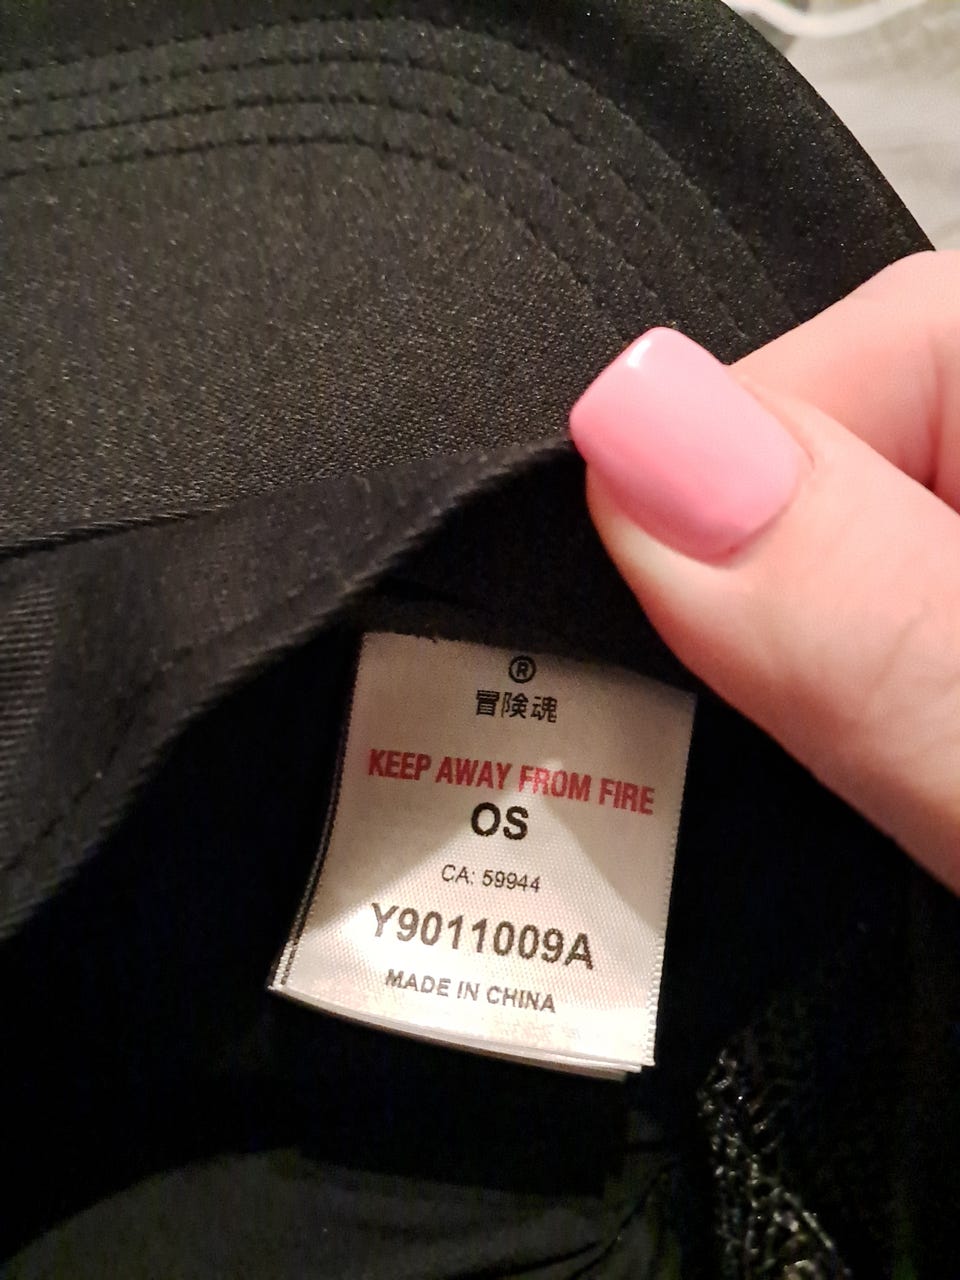 ®
冒険魂
KEEP AWAY FROM FIRE
OS
CA: 59944
Y9011009A
MADE IN CHINA